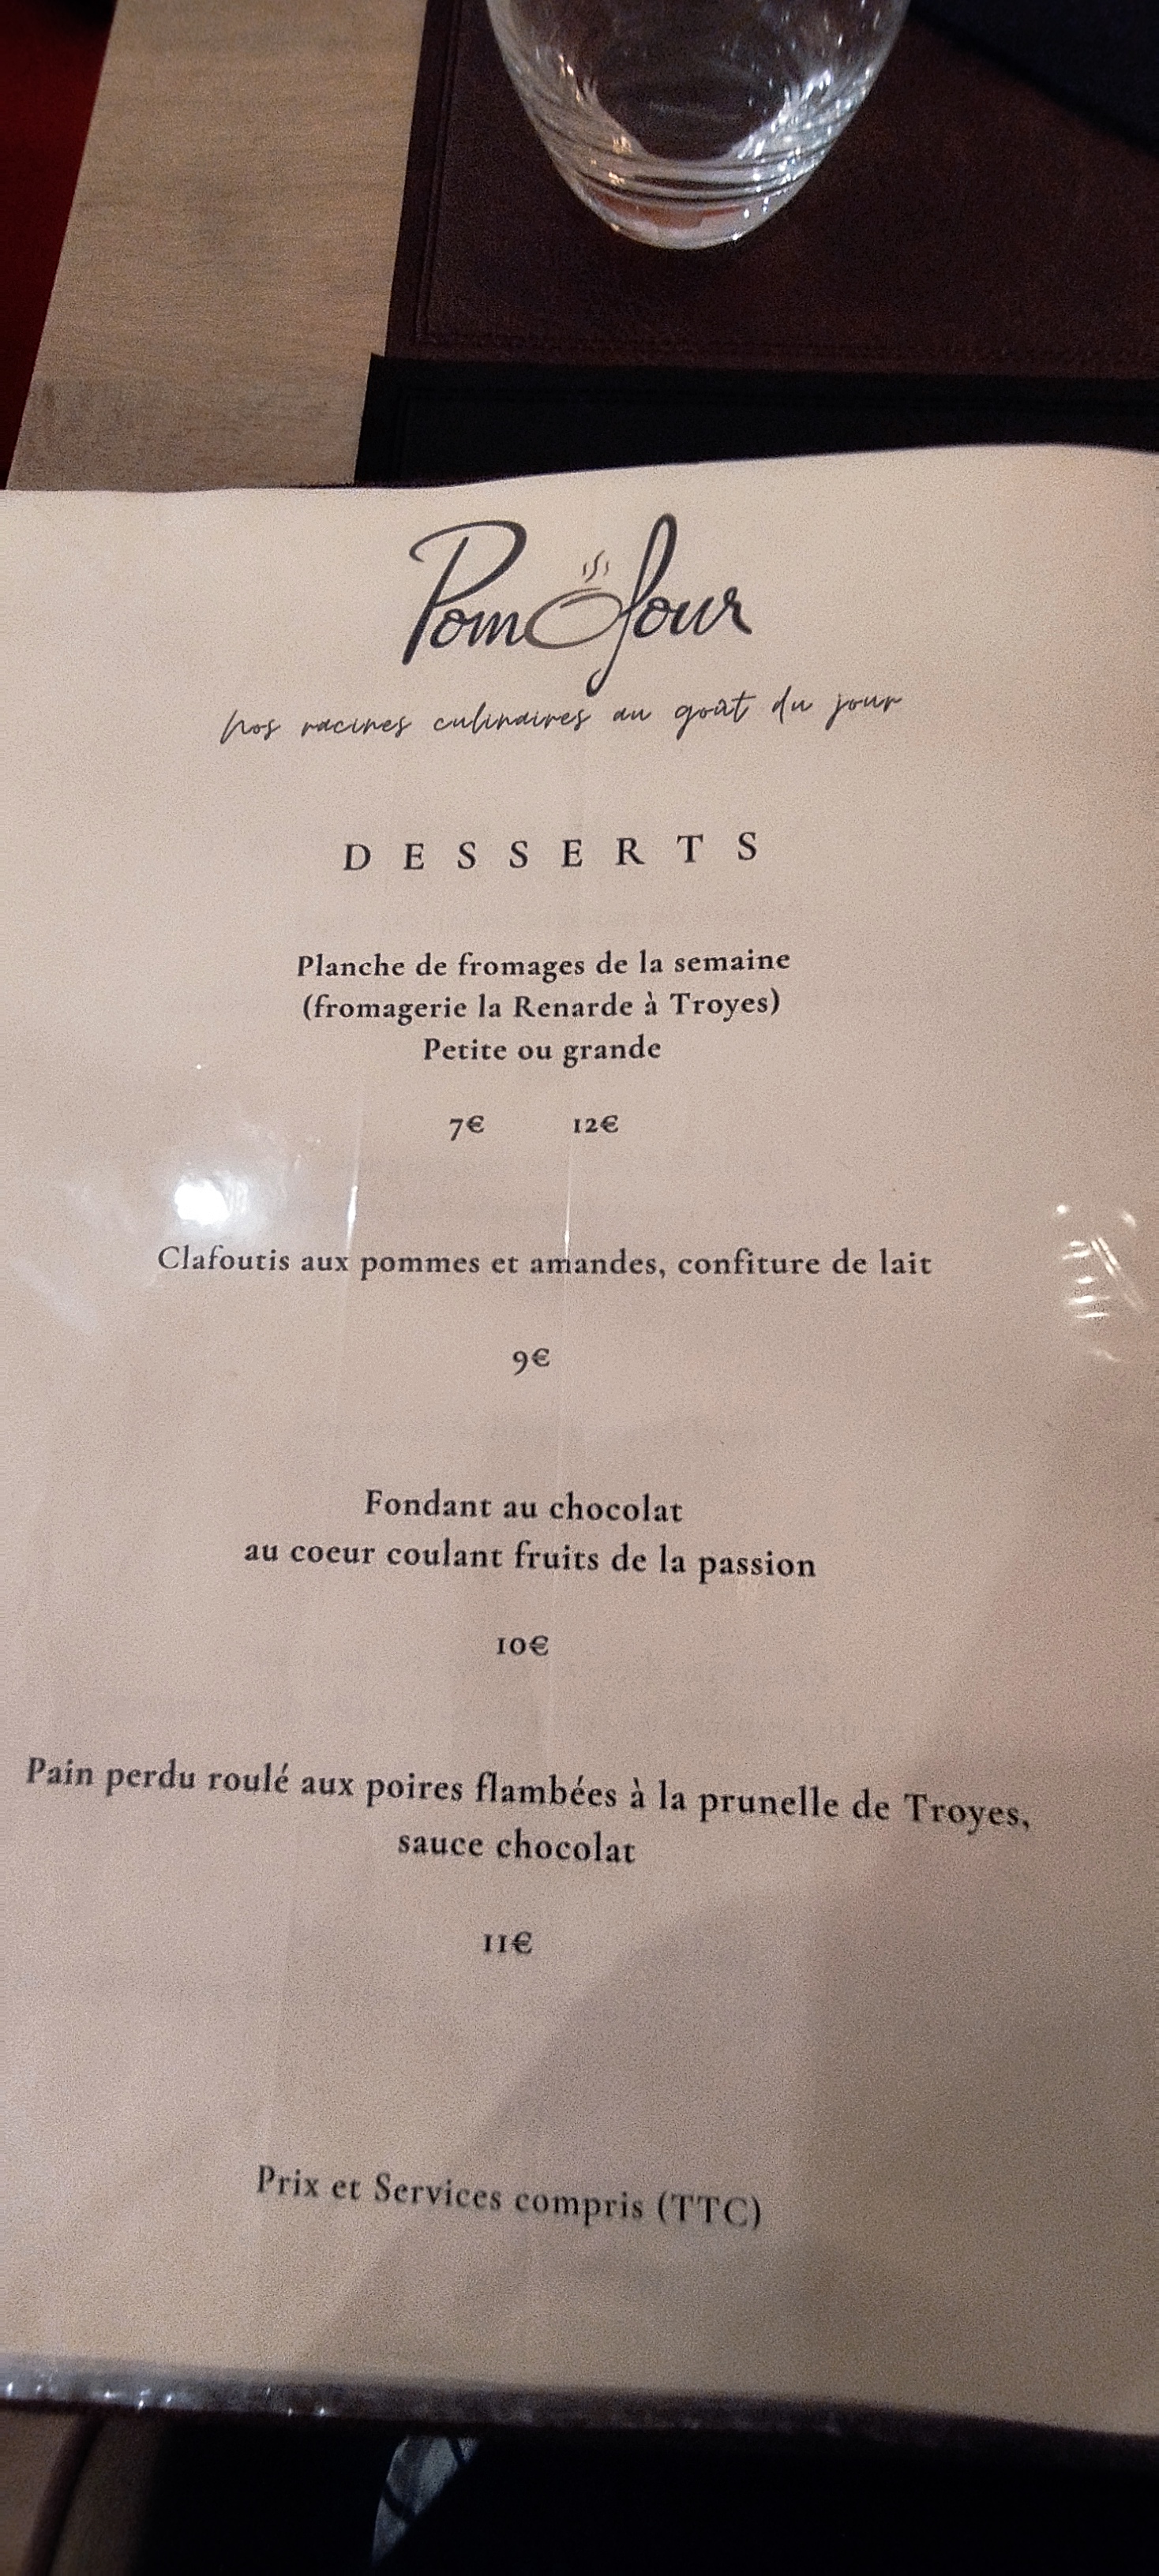 PomOfour
Nos racines culinaires au goût du jour
DESSERTS
Planche de fromages de la semaine
(fromagerie la Renarde à Troyes)
Petite ou grande
7€ 12€
Clafoutis aux pommes et amandes, confiture de lait
9€
Fondant au chocolat
au coeur coulant fruits de la passion
10€
Pain perdu roulé aux poires flambées à la prunelle de Troyes,
sauce chocolat
11€
Prix et Services compris (TTC)